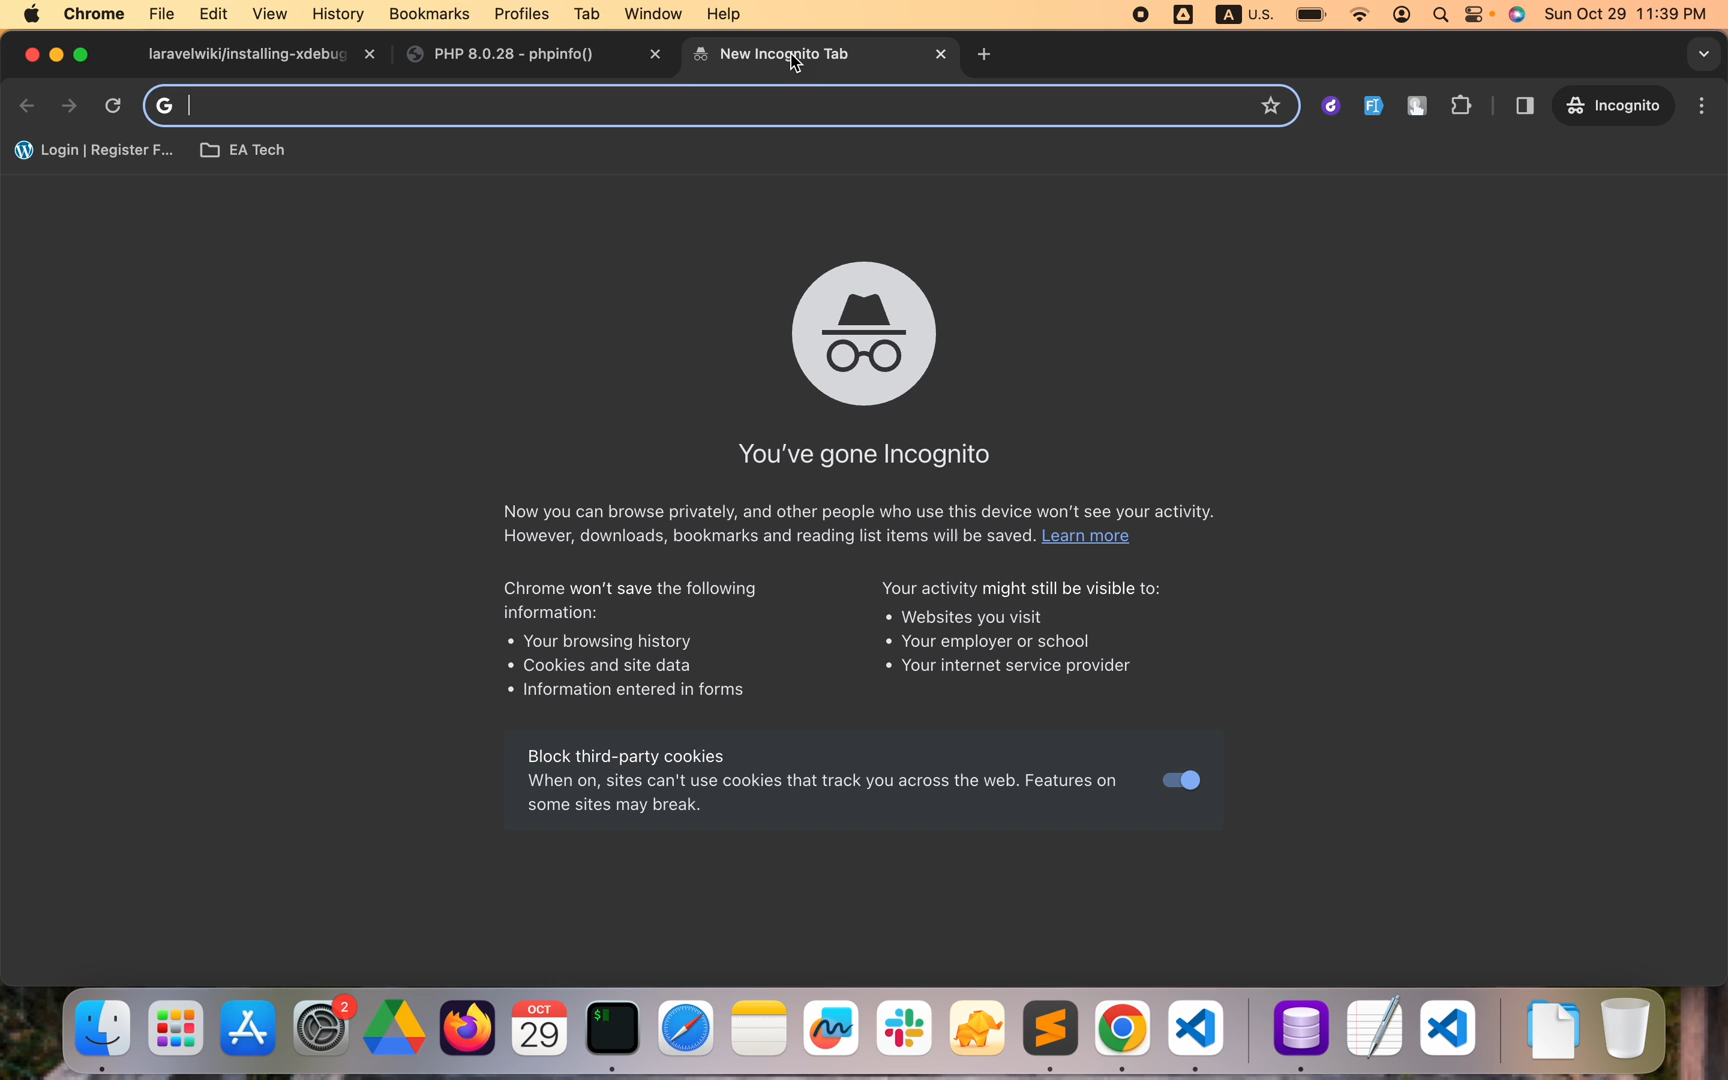 Chrome File Edit View History Bookmarks Profiles Tab Window Help A U.S. Sun Oct 29 11:39 PM
laravelwiki/installing-xdebug PHP 8.0.28 - phpinfo() New Incognito Tab
G Incognito
Login | Register F... EA Tech
You've gone Incognito
Now you can browse privately, and other people who use this device won't see your activity.
However, downloads, bookmarks and reading list items will be saved. Learn more
Chrome won't save the following
information:
• Your browsing history
• Cookies and site data
• Information entered in forms
Your activity might still be visible to:
• Websites you visit
• Your employer or school
• Your internet service provider
Block third-party cookies
When on, sites can't use cookies that track you across the web. Features on
some sites may break.
2
OCT
29
$